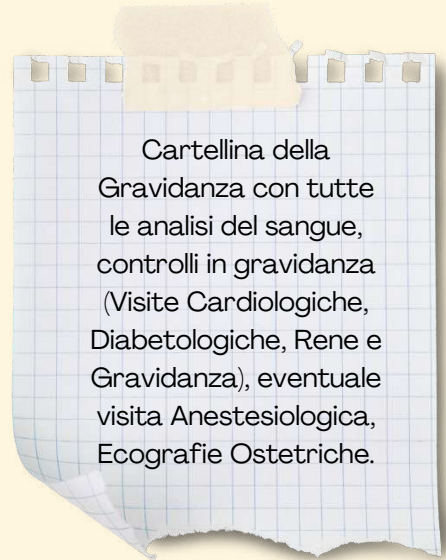 Cartellina della
Gravidanza con tutte
le analisi del sangue,
controlli in gravidanza
(Visite Cardiologiche,
Diabetologiche, Rene e
Gravidanza), eventuale
visita Anestesiologica,
Ecografie Ostetriche.